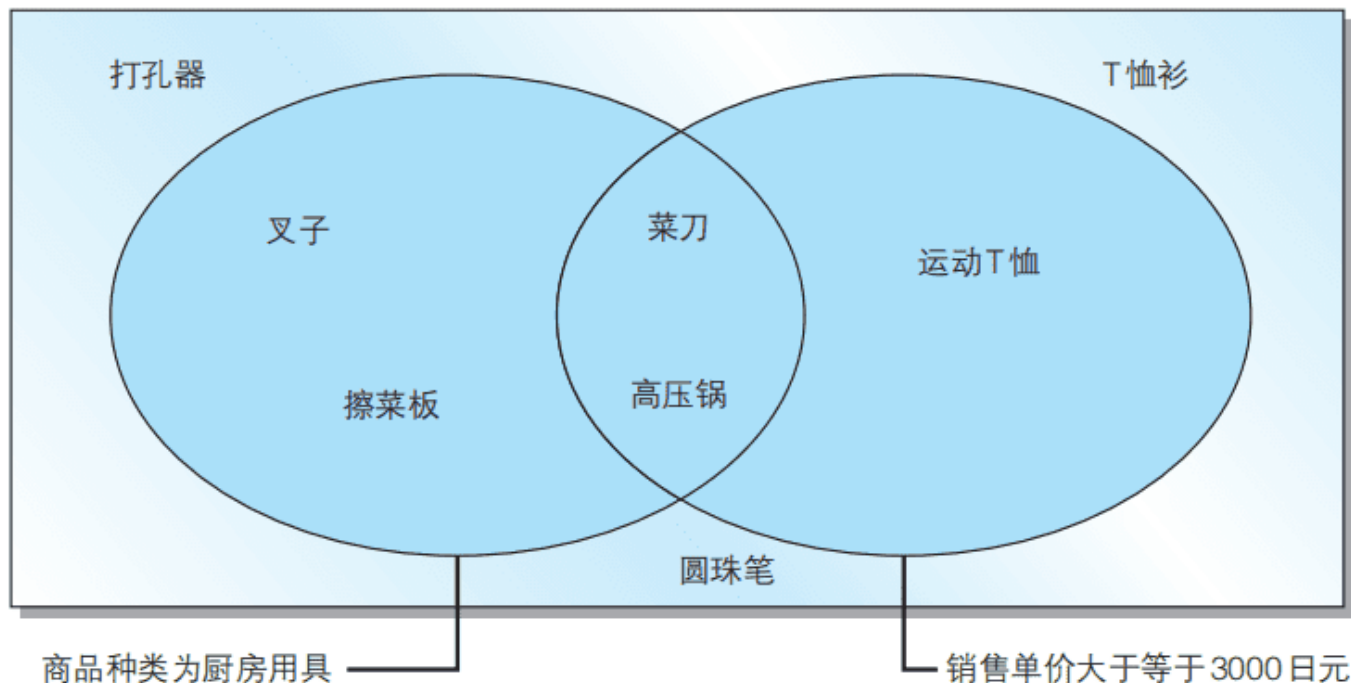 打孔器
T恤衫
叉子
菜刀
运动T恤
擦菜板
高压锅
圆珠笔
商品种类为厨房用具
销售单价大于等于3000日元